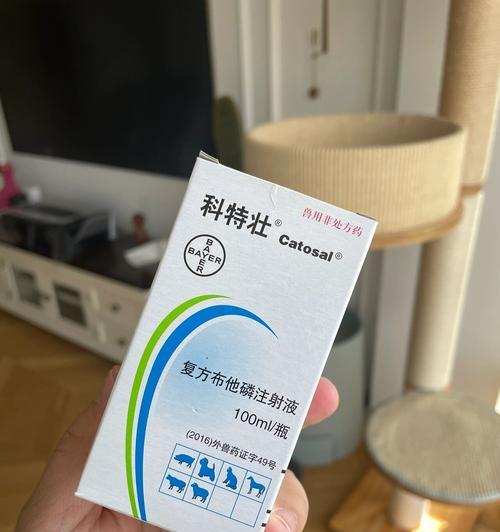 兽用非处方药
科特壮® Catosal®
BAYER
BAYER
复方布他磷注射液
100ml/瓶
(2016)外兽药证字49号